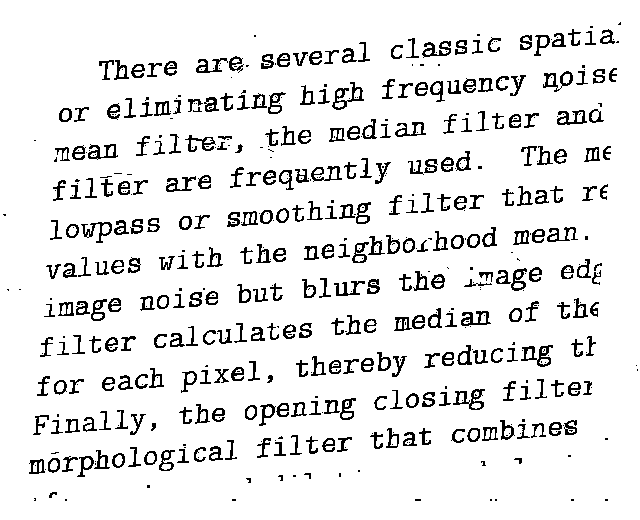 There are several classic spatial
or eliminating high frequency noise
mean filter, the median filter and
filter are frequently used. The me
lowpass or smoothing filter that re
values with the neighborhood mean.
image noise but blurs the image edg
filter calculates the median of the
for each pixel, thereby reducing th
Finally, the opening closing filter
morphological filter that combines